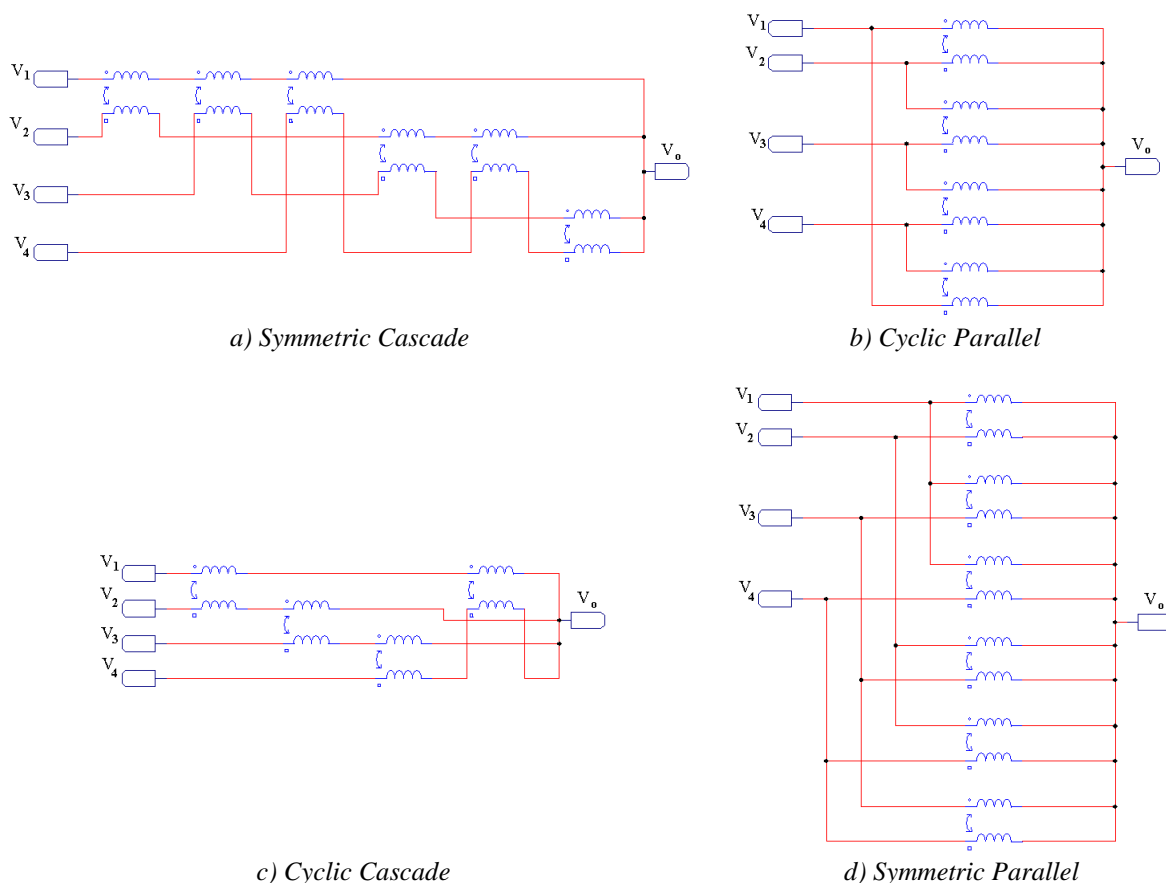 V1
V2
V3
V4
Vo
a) Symmetric Cascade
V1
V2
V3
V4
Vo
b) Cyclic Parallel
V1
V2
V3
V4
Vo
c) Cyclic Cascade
V1
V2
V3
V4
Vo
d) Symmetric Parallel